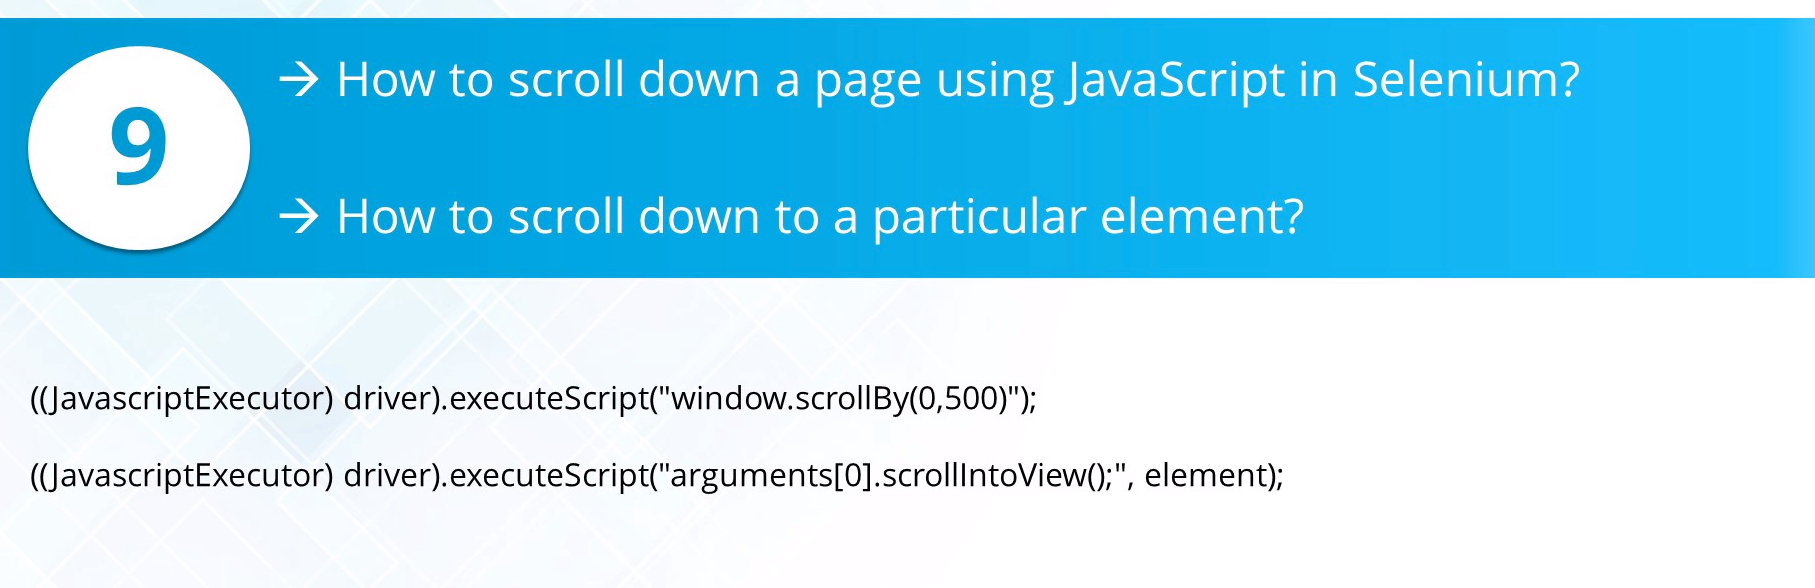 9
→ How to scroll down a page using JavaScript in Selenium?
→ How to scroll down to a particular element?
((JavascriptExecutor) driver).executeScript("window.scrollBy(0,500)");
((JavascriptExecutor) driver).executeScript("arguments[0].scrollIntoView();", element);